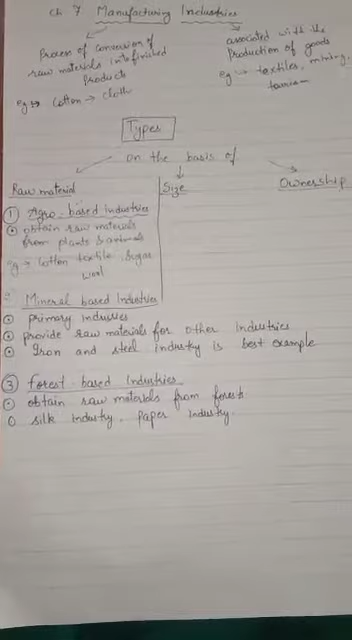 Ch 7 Manufacturing Industries
Process of conversion of
raw materials into finished
Products
eg → Cotton → cloth
associated with the
Production of goods
eg → textiles, mining,
tourism
Types
on the basis of
Raw material
Size
Ownership
① Agro-based Industries
obtain raw materials
from plants & animals
eg → Cotton textile, Sugar
wool
Mineral based Industries
primary industries
provide raw materials for other Industries
Iron and steel industry is best example
③ forest based Industries
obtain raw materials from forests
silk industry, paper industry.